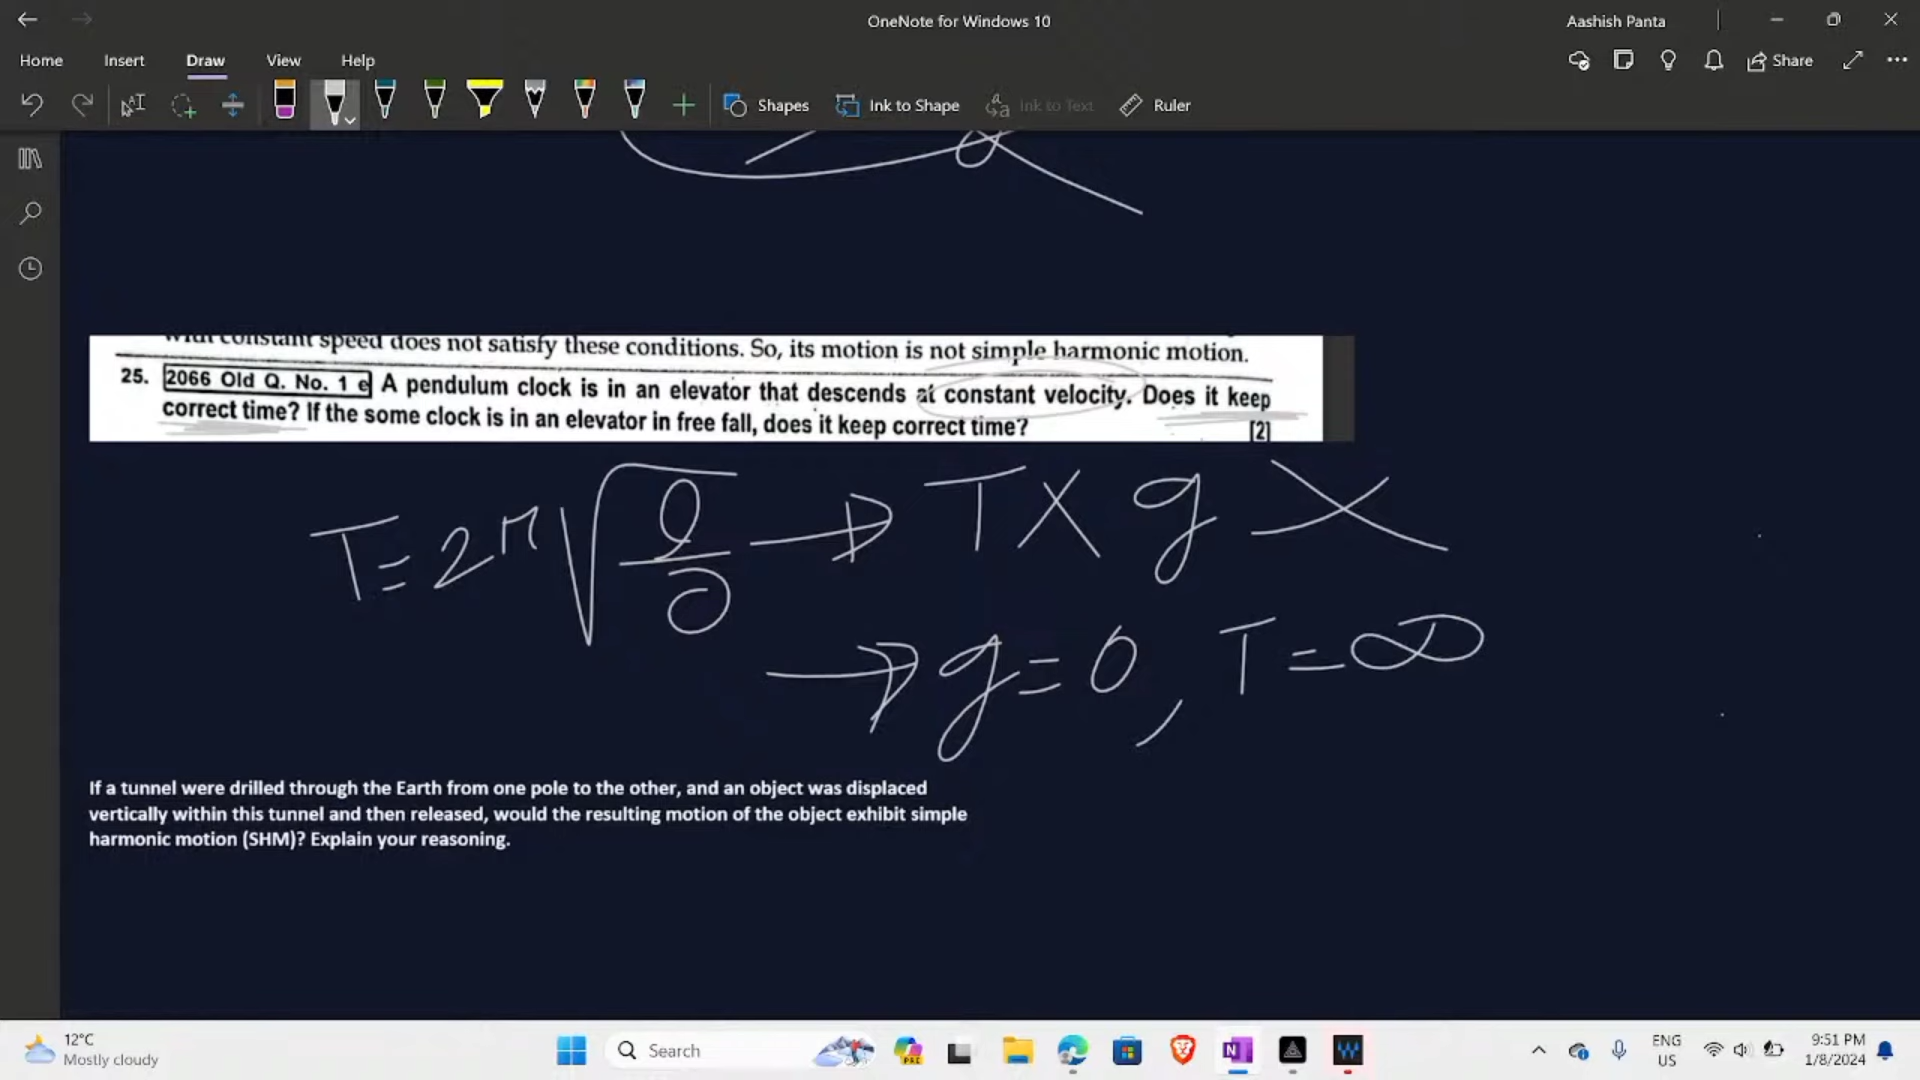 OneNote for Windows 10
Aashish Panta
Home Insert Draw View Help
Share
Shapes Ink to Shape Ink to Text Ruler
with constant speed does not satisfy these conditions. So, its motion is not simple harmonic motion.
25. 2066 Old Q. No. 1 e A pendulum clock is in an elevator that descends at constant velocity. Does it keep
correct time? If the some clock is in an elevator in free fall, does it keep correct time?
[2]
T = 2π √l/g → T X g X
→ g = 0, T = ∞
If a tunnel were drilled through the Earth from one pole to the other, and an object was displaced
vertically within this tunnel and then released, would the resulting motion of the object exhibit simple
harmonic motion (SHM)? Explain your reasoning.
12°C
Mostly cloudy
Search
PRE
ENG
US
9:51 PM
1/8/2024